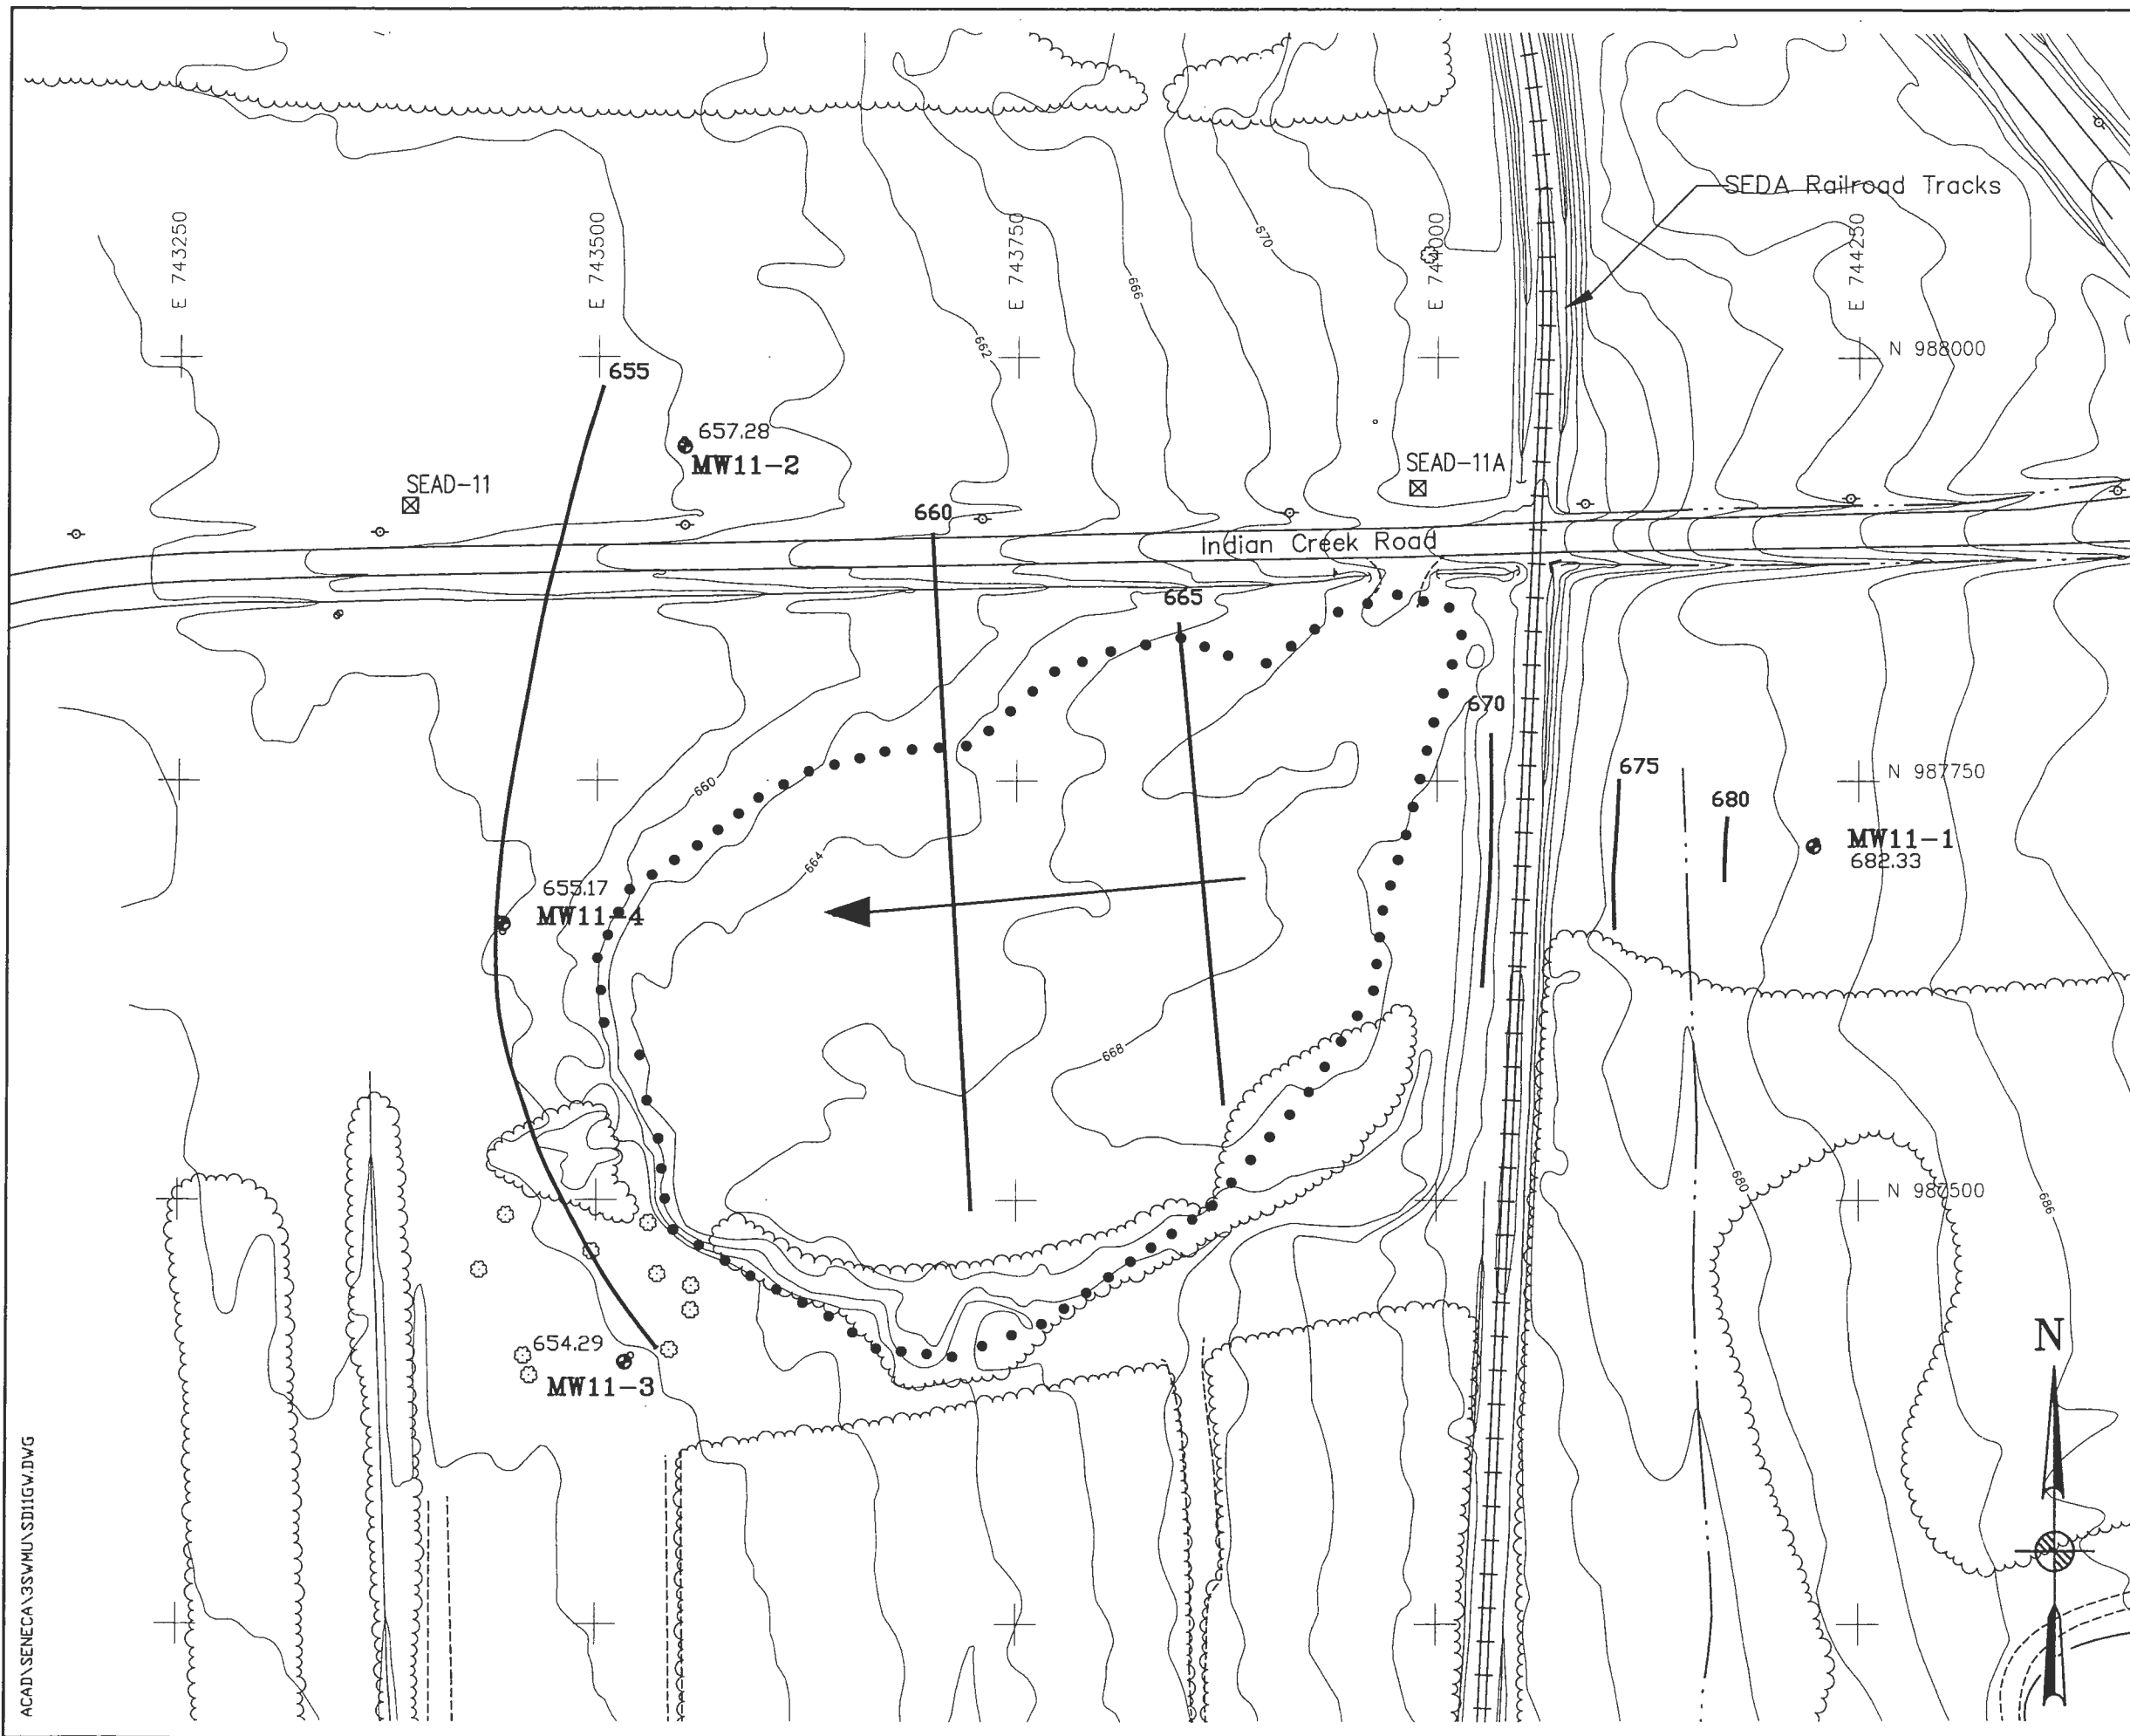 SEDA Railroad Tracks
E 743250
E 743500
E 743750
E 744000
E 744250
670
666
662
N 988000
655
657.28
MW11-2
SEAD-11
SEAD-11A
660
Indian Creek Road
665
670
675
N 987750
680
660
MW11-1
682.33
664
655.17
MW11-4
668
680
N 987500
686
654.29
MW11-3
N
ACAD\SENECA\3SWMU\SD11GW.DWG